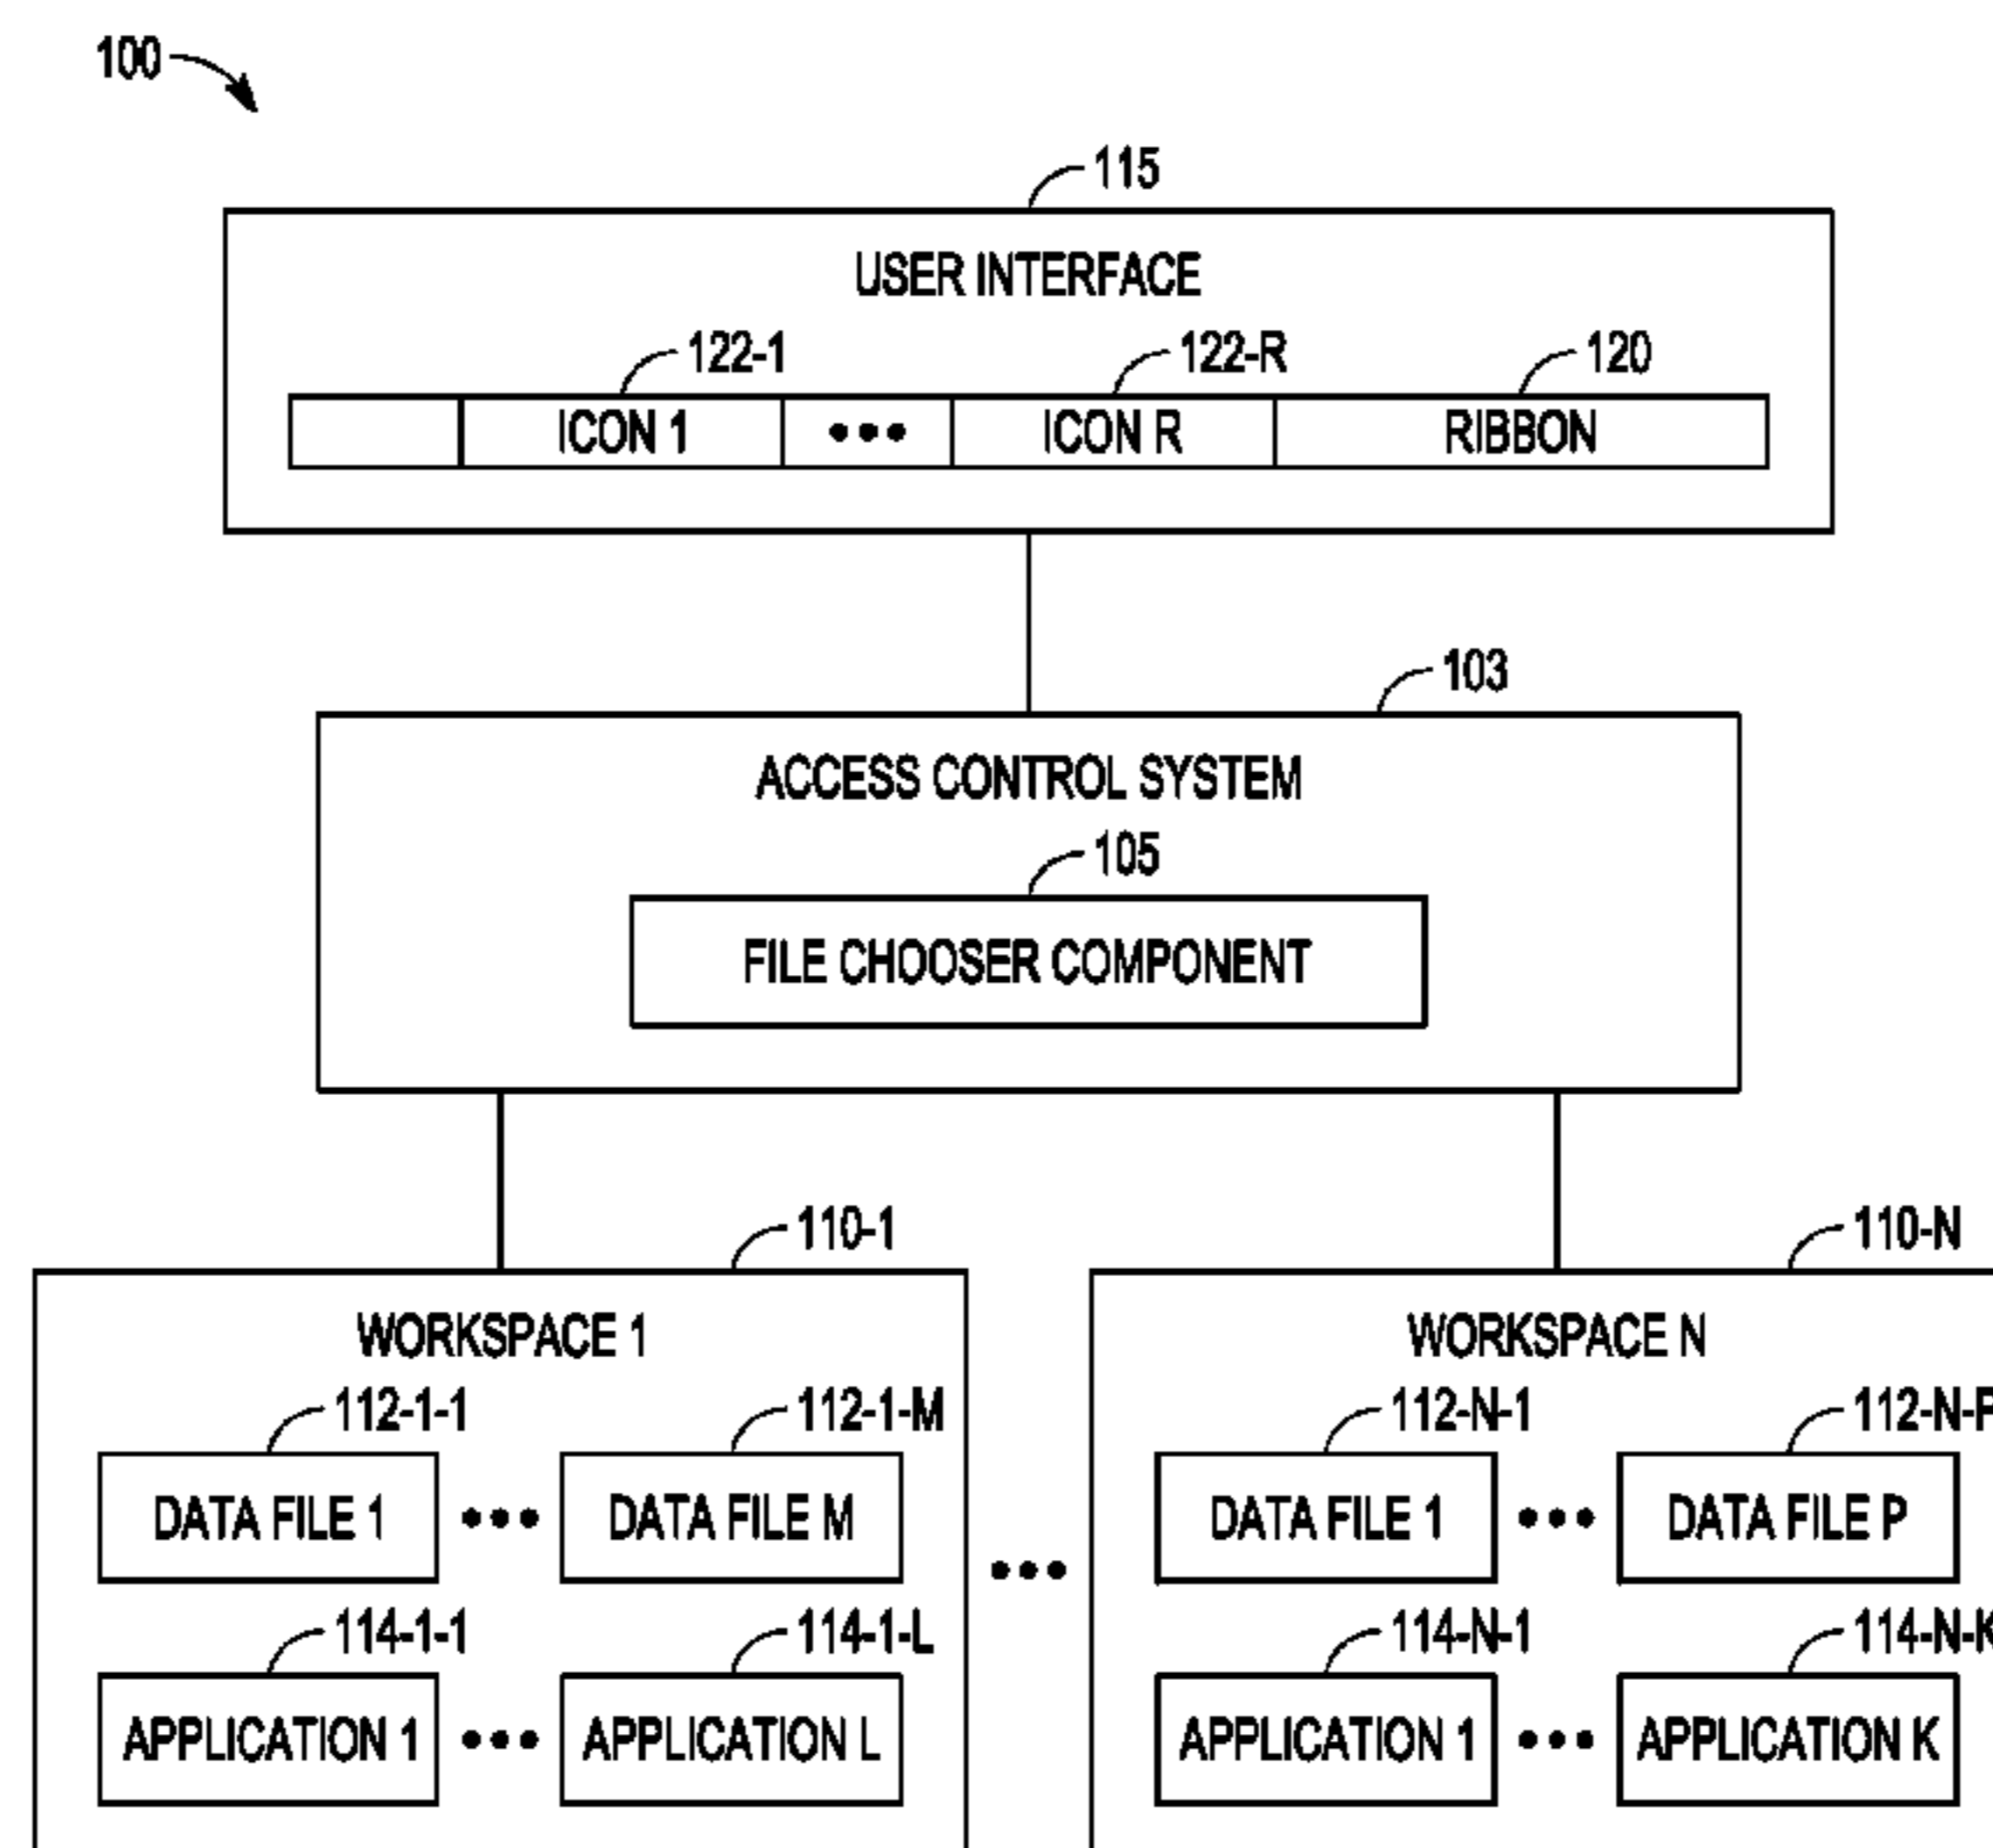 100
115
USER INTERFACE
122-1 122-R 120
ICON 1 ••• ICON R RIBBON
103
ACCESS CONTROL SYSTEM
105
FILE CHOOSER COMPONENT
110-1 110-N
WORKSPACE 1 WORKSPACE N
112-1-1 112-1-M 112-N-1 112-N-P
DATA FILE 1 ••• DATA FILE M DATA FILE 1 ••• DATA FILE P
•••
114-1-1 114-1-L 114-N-1 114-N-K
APPLICATION 1 ••• APPLICATION L APPLICATION 1 ••• APPLICATION K